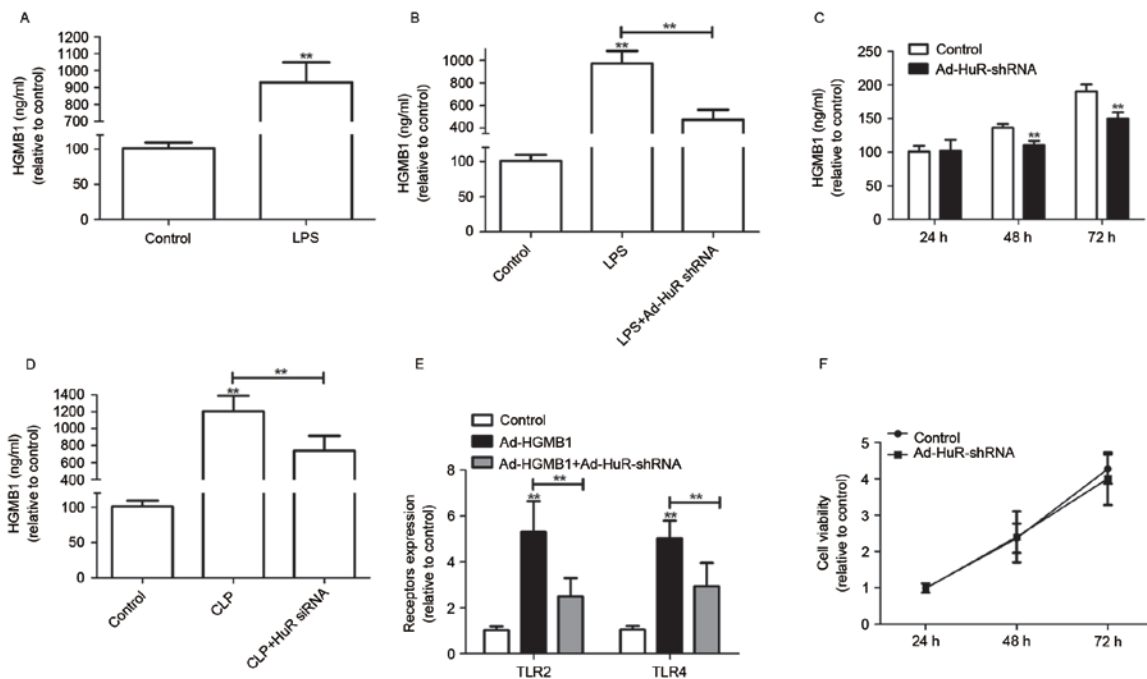 A
HGMB1 (ng/ml)
(relative to control)
1200
1100
1000
900
800
700
100
50
0
**
Control
LPS
B
HGMB1 (ng/ml)
(relative to control)
1000
800
600
400
100
50
0
**
**
Control
LPS
LPS+Ad-HuR shRNA
C
Control
Ad-HuR-shRNA
HGMB1 (ng/ml)
(relative to control)
250
200
150
100
50
0
**
**
24 h
48 h
72 h
D
HGMB1 (ng/ml)
(relative to control)
1400
1200
1000
800
600
100
50
0
**
**
Control
CLP
CLP+HuR siRNA
E
Control
Ad-HGMB1
Ad-HGMB1+Ad-HuR-shRNA
Receptors expression
(relative to control)
8
6
4
2
0
**
**
**
**
TLR2
TLR4
F
Control
Ad-HuR-shRNA
Cell viability
(relative to control)
5
4
3
2
1
0
24 h
48 h
72 h